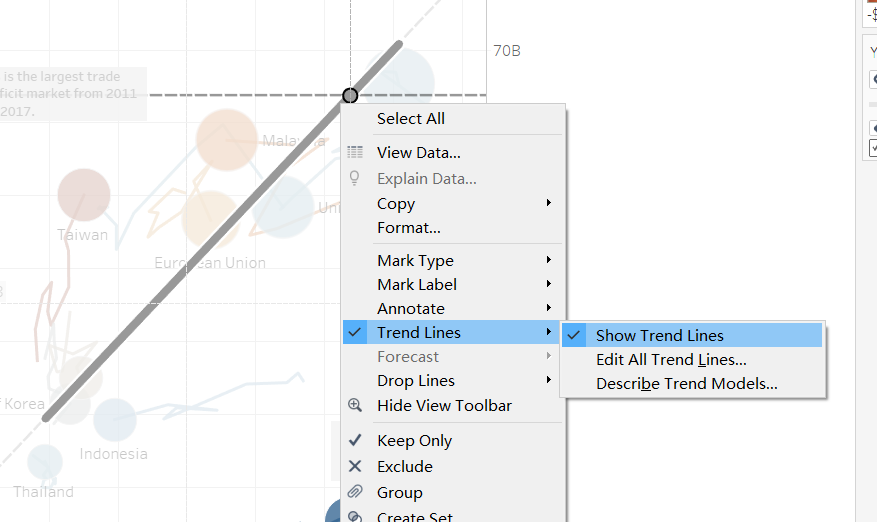 is the largest trade
ficit market from 2011
2017.
70B
Malaysia
Taiwan
Uni
European Union
Korea
Indonesia
Thailand
Select All
View Data...
Explain Data...
Copy
Format...
Mark Type
Mark Label
Annotate
Trend Lines
Forecast
Drop Lines
Hide View Toolbar
Keep Only
Exclude
Group
Create Set
Show Trend Lines
Edit All Trend Lines...
Describe Trend Models...
-$
Y